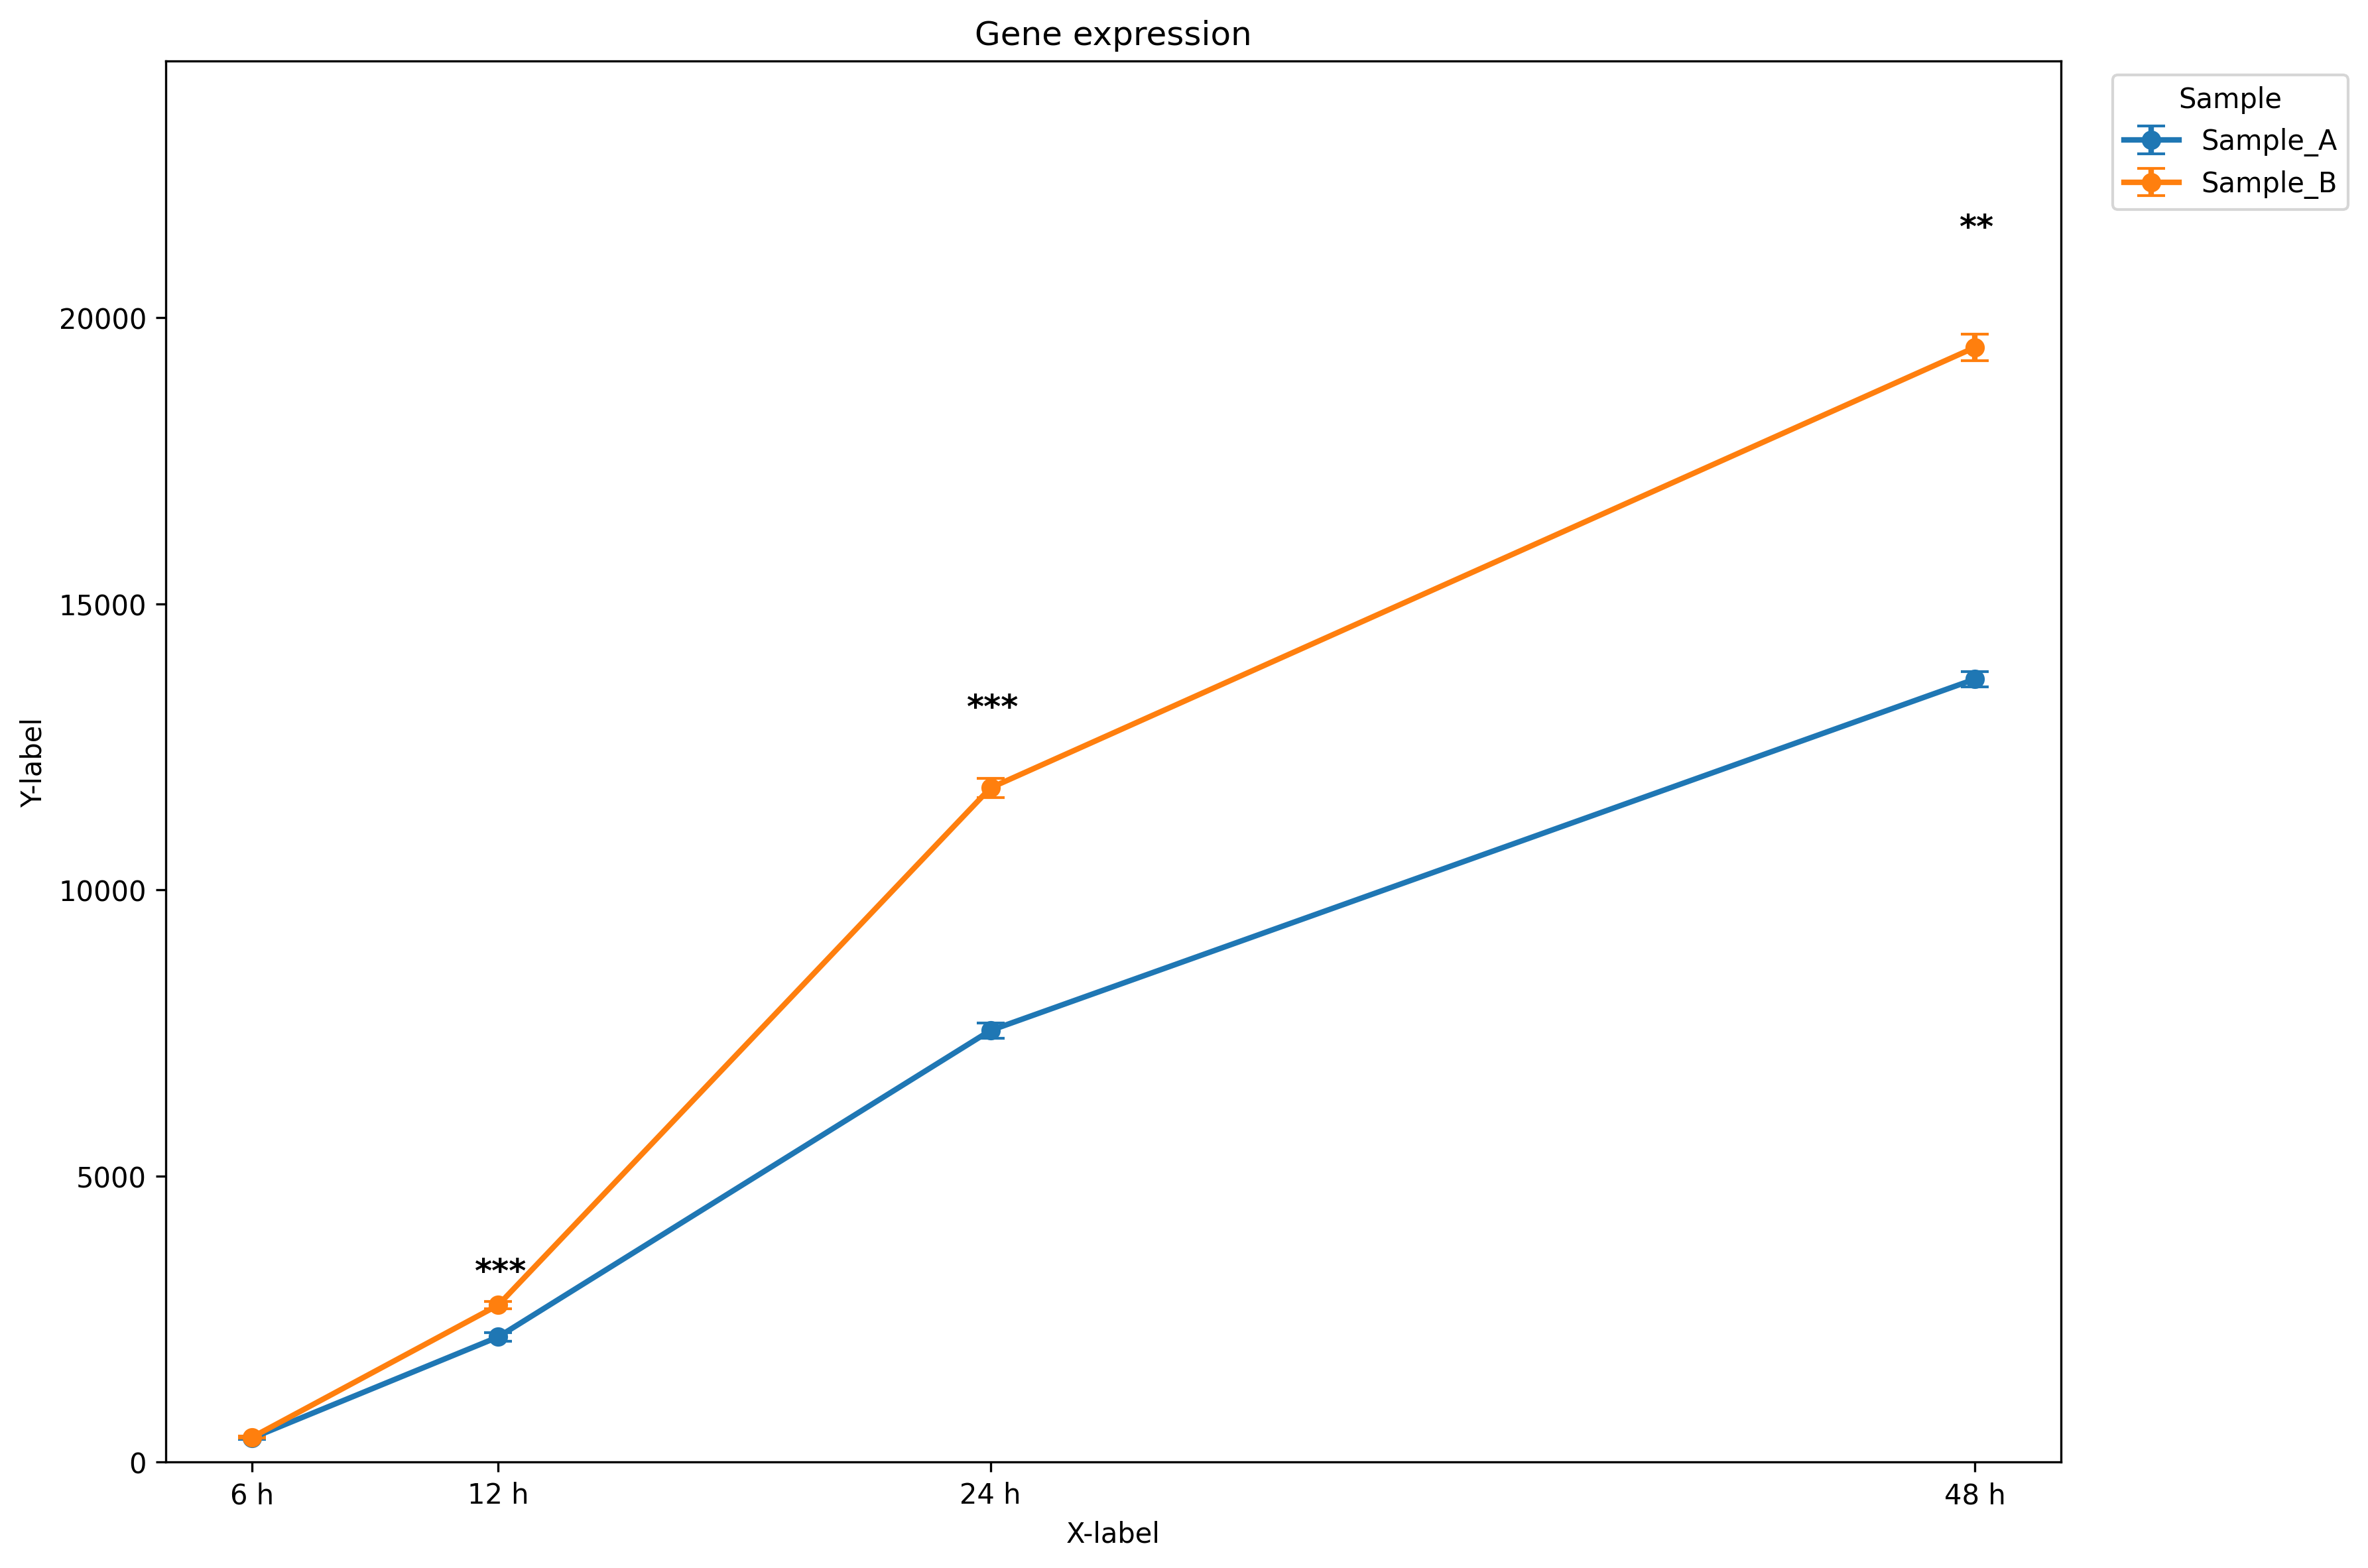 Gene expression
Sample
Sample_A
Sample_B
**
20000
15000
***
Y-label
10000
5000
***
0
6 h 12 h 24 h 48 h
X-label